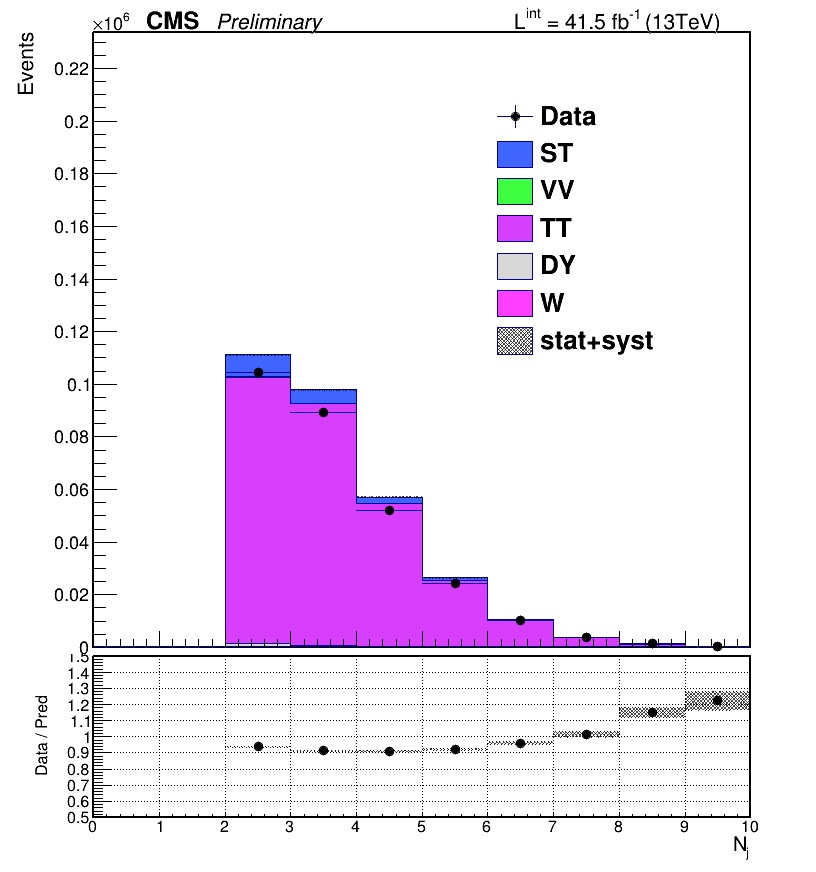 ×10⁶ CMS Preliminary L^int = 41.5 fb⁻¹ (13TeV)
Events
0.22
0.2
0.18
0.16
0.14
0.12
0.1
0.08
0.06
0.04
0.02
0
Data
ST
VV
TT
DY
W
stat+syst
Data / Pred
1.5
1.4
1.3
1.2
1.1
1
0.9
0.8
0.7
0.6
0.5
0 1 2 3 4 5 6 7 8 9 10
N_j